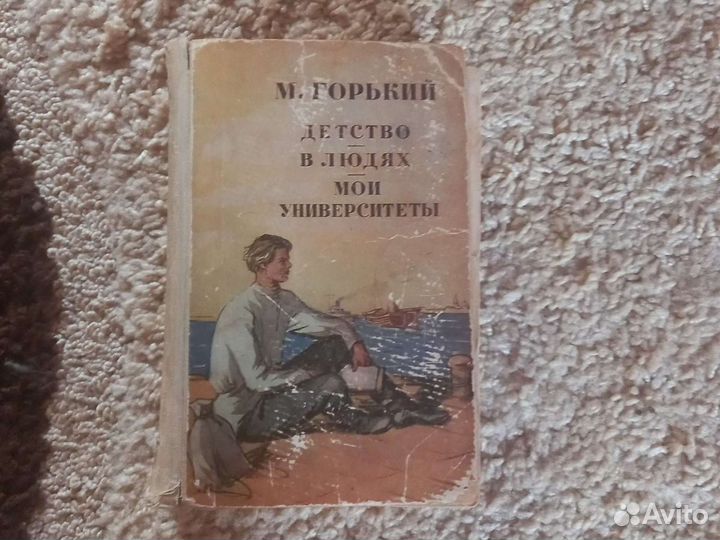 М. ГОРЬКИЙ
ДЕТСТВО
В ЛЮДЯХ
МОИ
УНИВЕРСИТЕТЫ
Avito